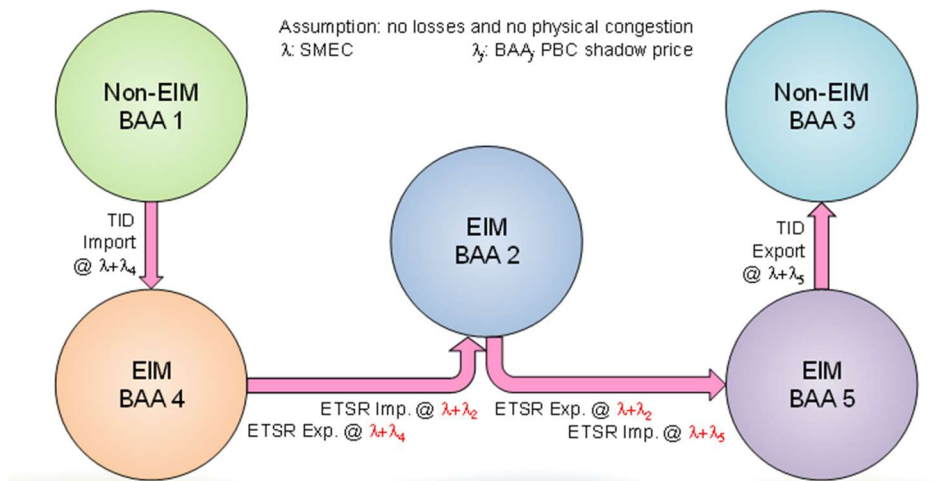 Assumption: no losses and no physical congestion
λ: SMEC λy: BAAy PBC shadow price
Non-EIM
BAA 1
Non-EIM
BAA 3
EIM
BAA 2
TID
Import
@ λ+λ4
TID
Export
@ λ+λ5
EIM
BAA 4
EIM
BAA 5
ETSR Imp. @ λ+λ2
ETSR Exp. @ λ+λ4
ETSR Exp. @ λ+λ2
ETSR Imp. @ λ+λ5